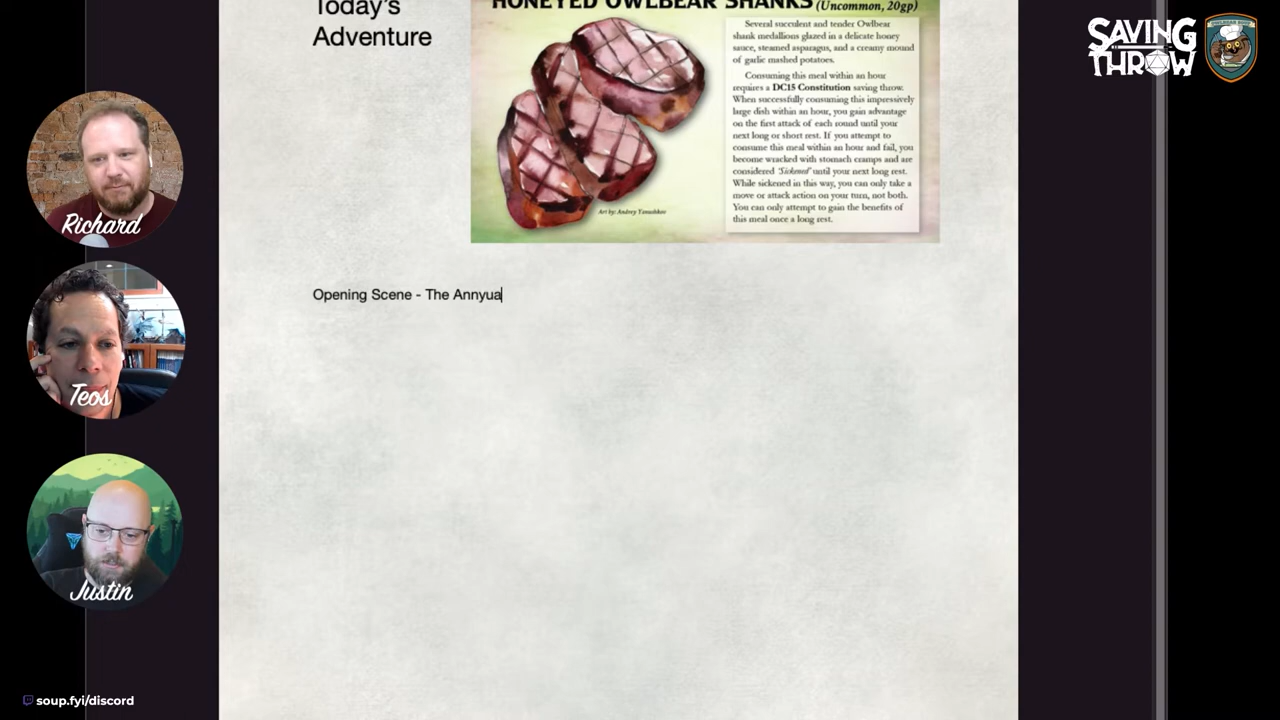 Today's
Adventure
HONEYED OWLBEAR SHANKS (Uncommon, 20gp)
Several succulent and tender Owlbear
shank medallions glazed in a delicate honey
sauce, steamed asparagus, and a creamy mound
of garlic mashed potatoes.
Consuming this meal within an hour
requires a DC15 Constitution saving throw.
When successfully consuming this impressively
large dish within an hour, you gain advantage
on the first attack of each round until your
next long or short rest. If you attempt to
consume this meal within an hour and fail, you
become wracked with stomach cramps and are
considered 'Sickened' until your next long rest.
While sickened in this way, you can only take a
move or attack action on your turn, not both.
You can only attempt to gain the benefits of
this meal once a long rest.
Art by: Andrey Yanushkov
Opening Scene - The Annyua
SAVING
THROW
Richard
Teos
Justin
soup.fyi/discord